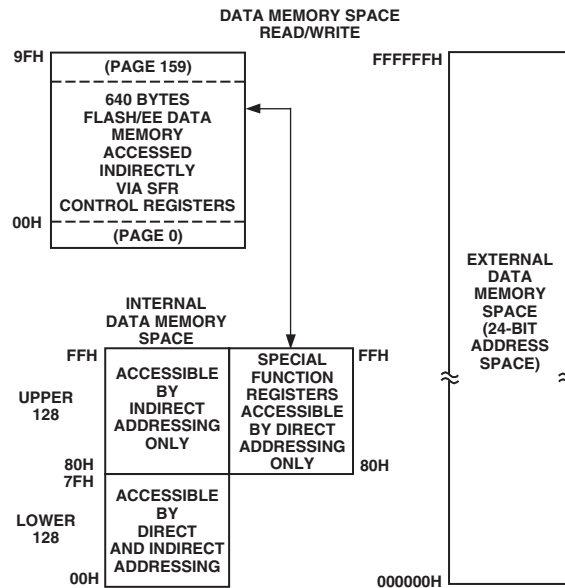 DATA MEMORY SPACE
READ/WRITE
9FH
(PAGE 159)
640 BYTES
FLASH/EE DATA
MEMORY
ACCESSED
INDIRECTLY
VIA SFR
CONTROL REGISTERS
00H
(PAGE 0)
FFFFFFH
EXTERNAL
DATA
MEMORY
SPACE
(24-BIT
ADDRESS
SPACE)
000000H
INTERNAL
DATA MEMORY
SPACE
FFH
UPPER
128
80H
ACCESSIBLE
BY
INDIRECT
ADDRESSING
ONLY
SPECIAL
FUNCTION
REGISTERS
ACCESSIBLE
BY DIRECT
ADDRESSING
ONLY
FFH
80H
7FH
LOWER
128
00H
ACCESSIBLE
BY
DIRECT
AND INDIRECT
ADDRESSING